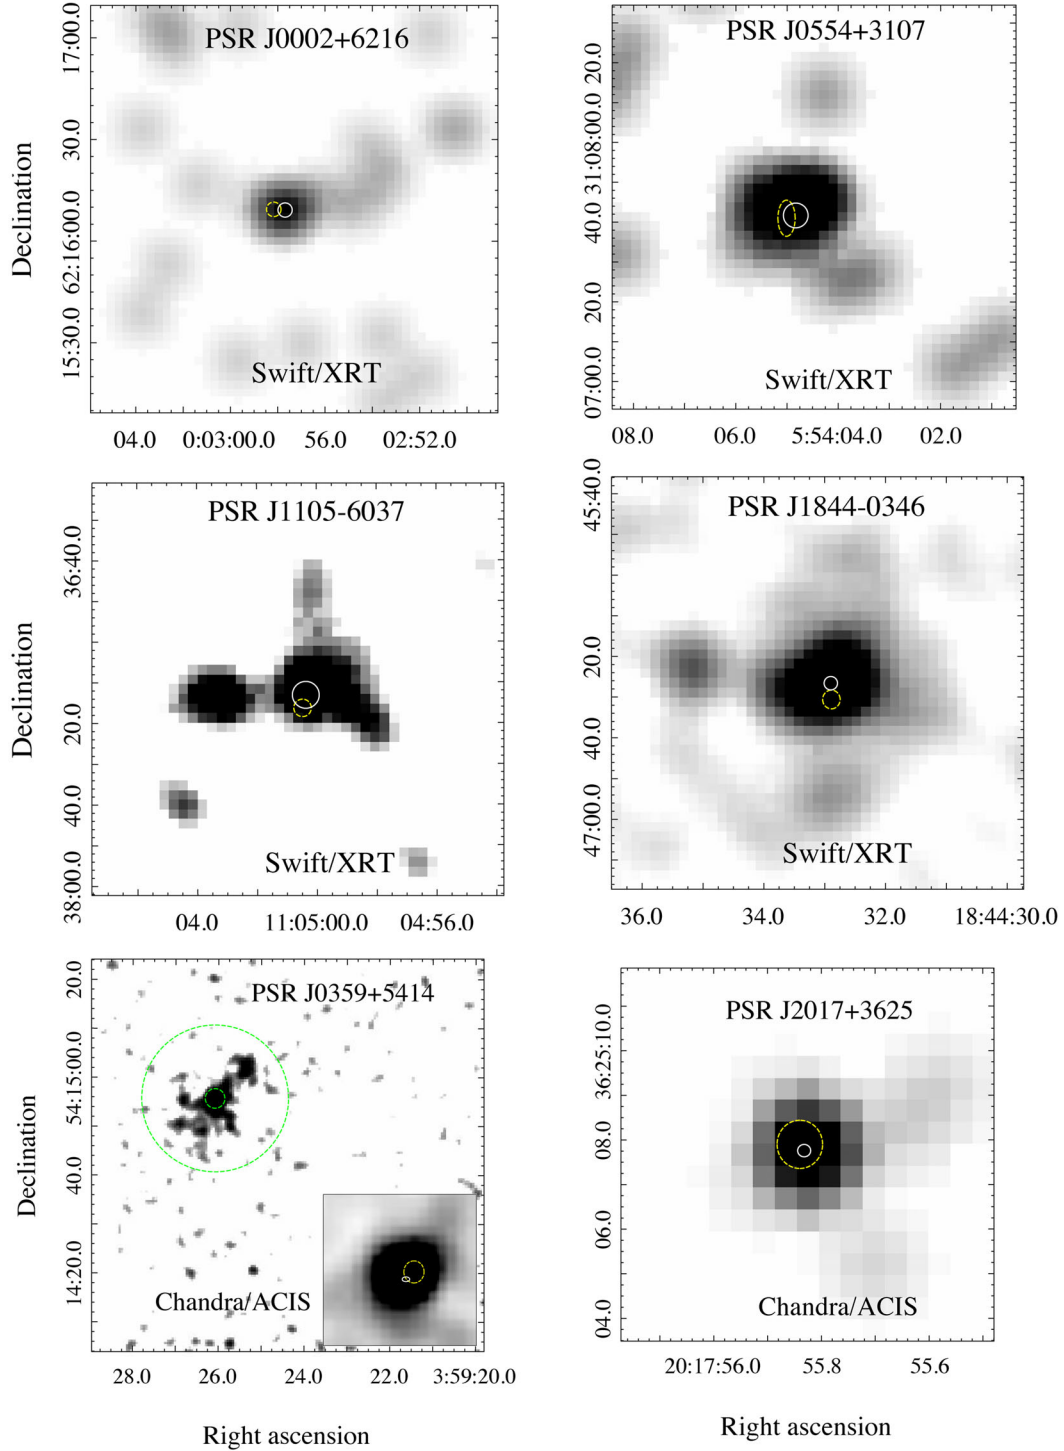 PSR J0002+6216
Declination
17:00.0
30.0
62:16:00.0
15:30.0
Swift/XRT
04.0 0:03:00.0 56.0 02:52.0
PSR J0554+3107
20.0
31:08:00.0
40.0
20.0
07:00.0
Swift/XRT
08.0 06.0 5:54:04.0 02.0
PSR J1105-6037
Declination
36:40.0
20.0
40.0
38:00.0
Swift/XRT
04.0 11:05:00.0 04:56.0
PSR J1844-0346
45:40.0
20.0
40.0
47:00.0
Swift/XRT
36.0 34.0 32.0 18:44:30.0
PSR J0359+5414
Declination
20.0
54:15:00.0
40.0
14:20.0
Chandra/ACIS
28.0 26.0 24.0 22.0 3:59:20.0
Right ascension
PSR J2017+3625
36:25:10.0
08.0
06.0
04.0
Chandra/ACIS
20:17:56.0 55.8 55.6
Right ascension